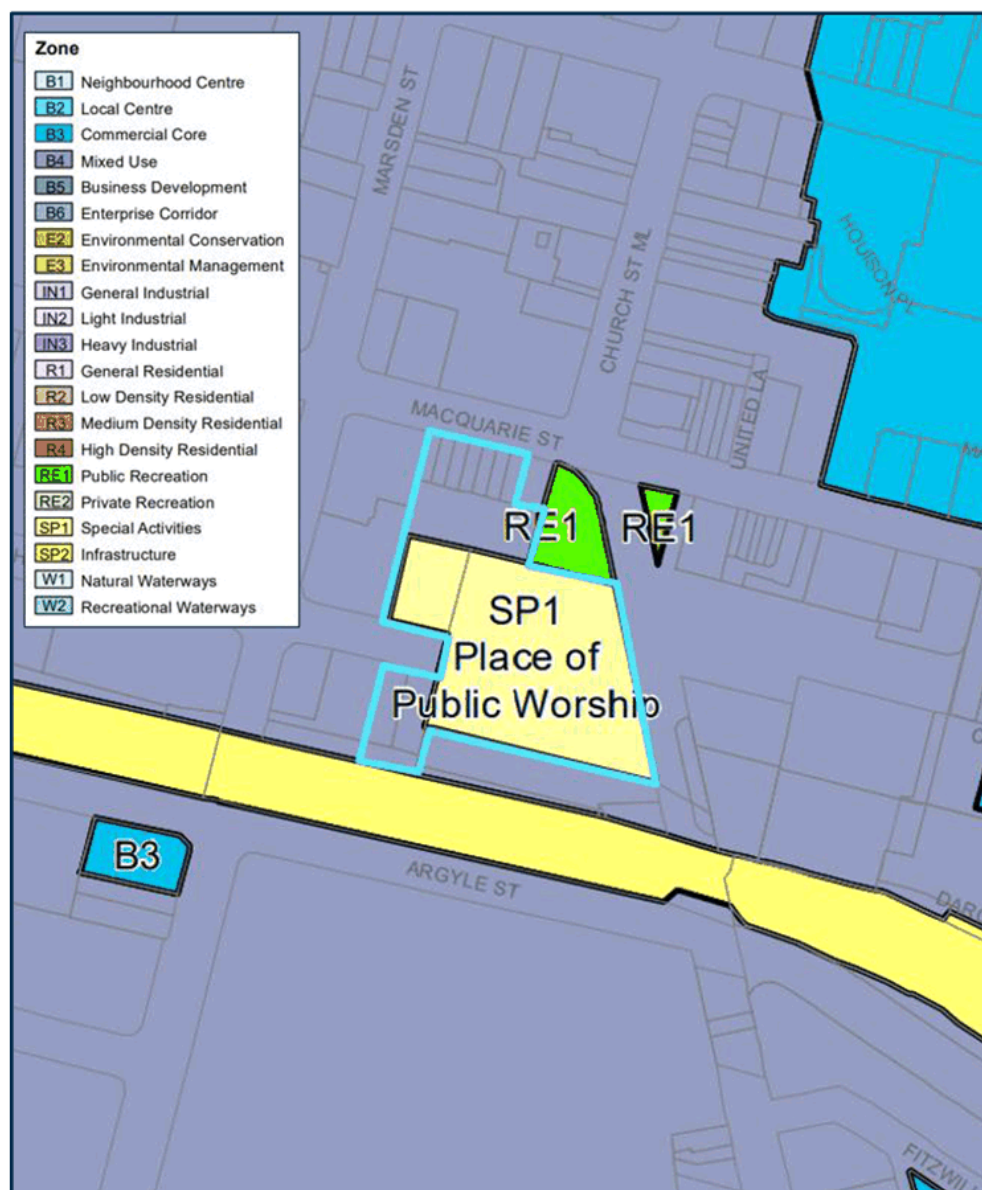 Zone
B1 Neighbourhood Centre
B2 Local Centre
B3 Commercial Core
B4 Mixed Use
B5 Business Development
B6 Enterprise Corridor
E2 Environmental Conservation
E3 Environmental Management
IN1 General Industrial
IN2 Light Industrial
IN3 Heavy Industrial
R1 General Residential
R2 Low Density Residential
R3 Medium Density Residential
R4 High Density Residential
RE1 Public Recreation
RE2 Private Recreation
SP1 Special Activities
SP2 Infrastructure
W1 Natural Waterways
W2 Recreational Waterways
MARSDEN ST
CHURCH ST ML
HOUISON PL
UNITED LA
MACQUARIE ST
MA
RE1
RE1
SP1
Place of
Public Worship
B3
ARGYLE ST
DARC
FITZWIL